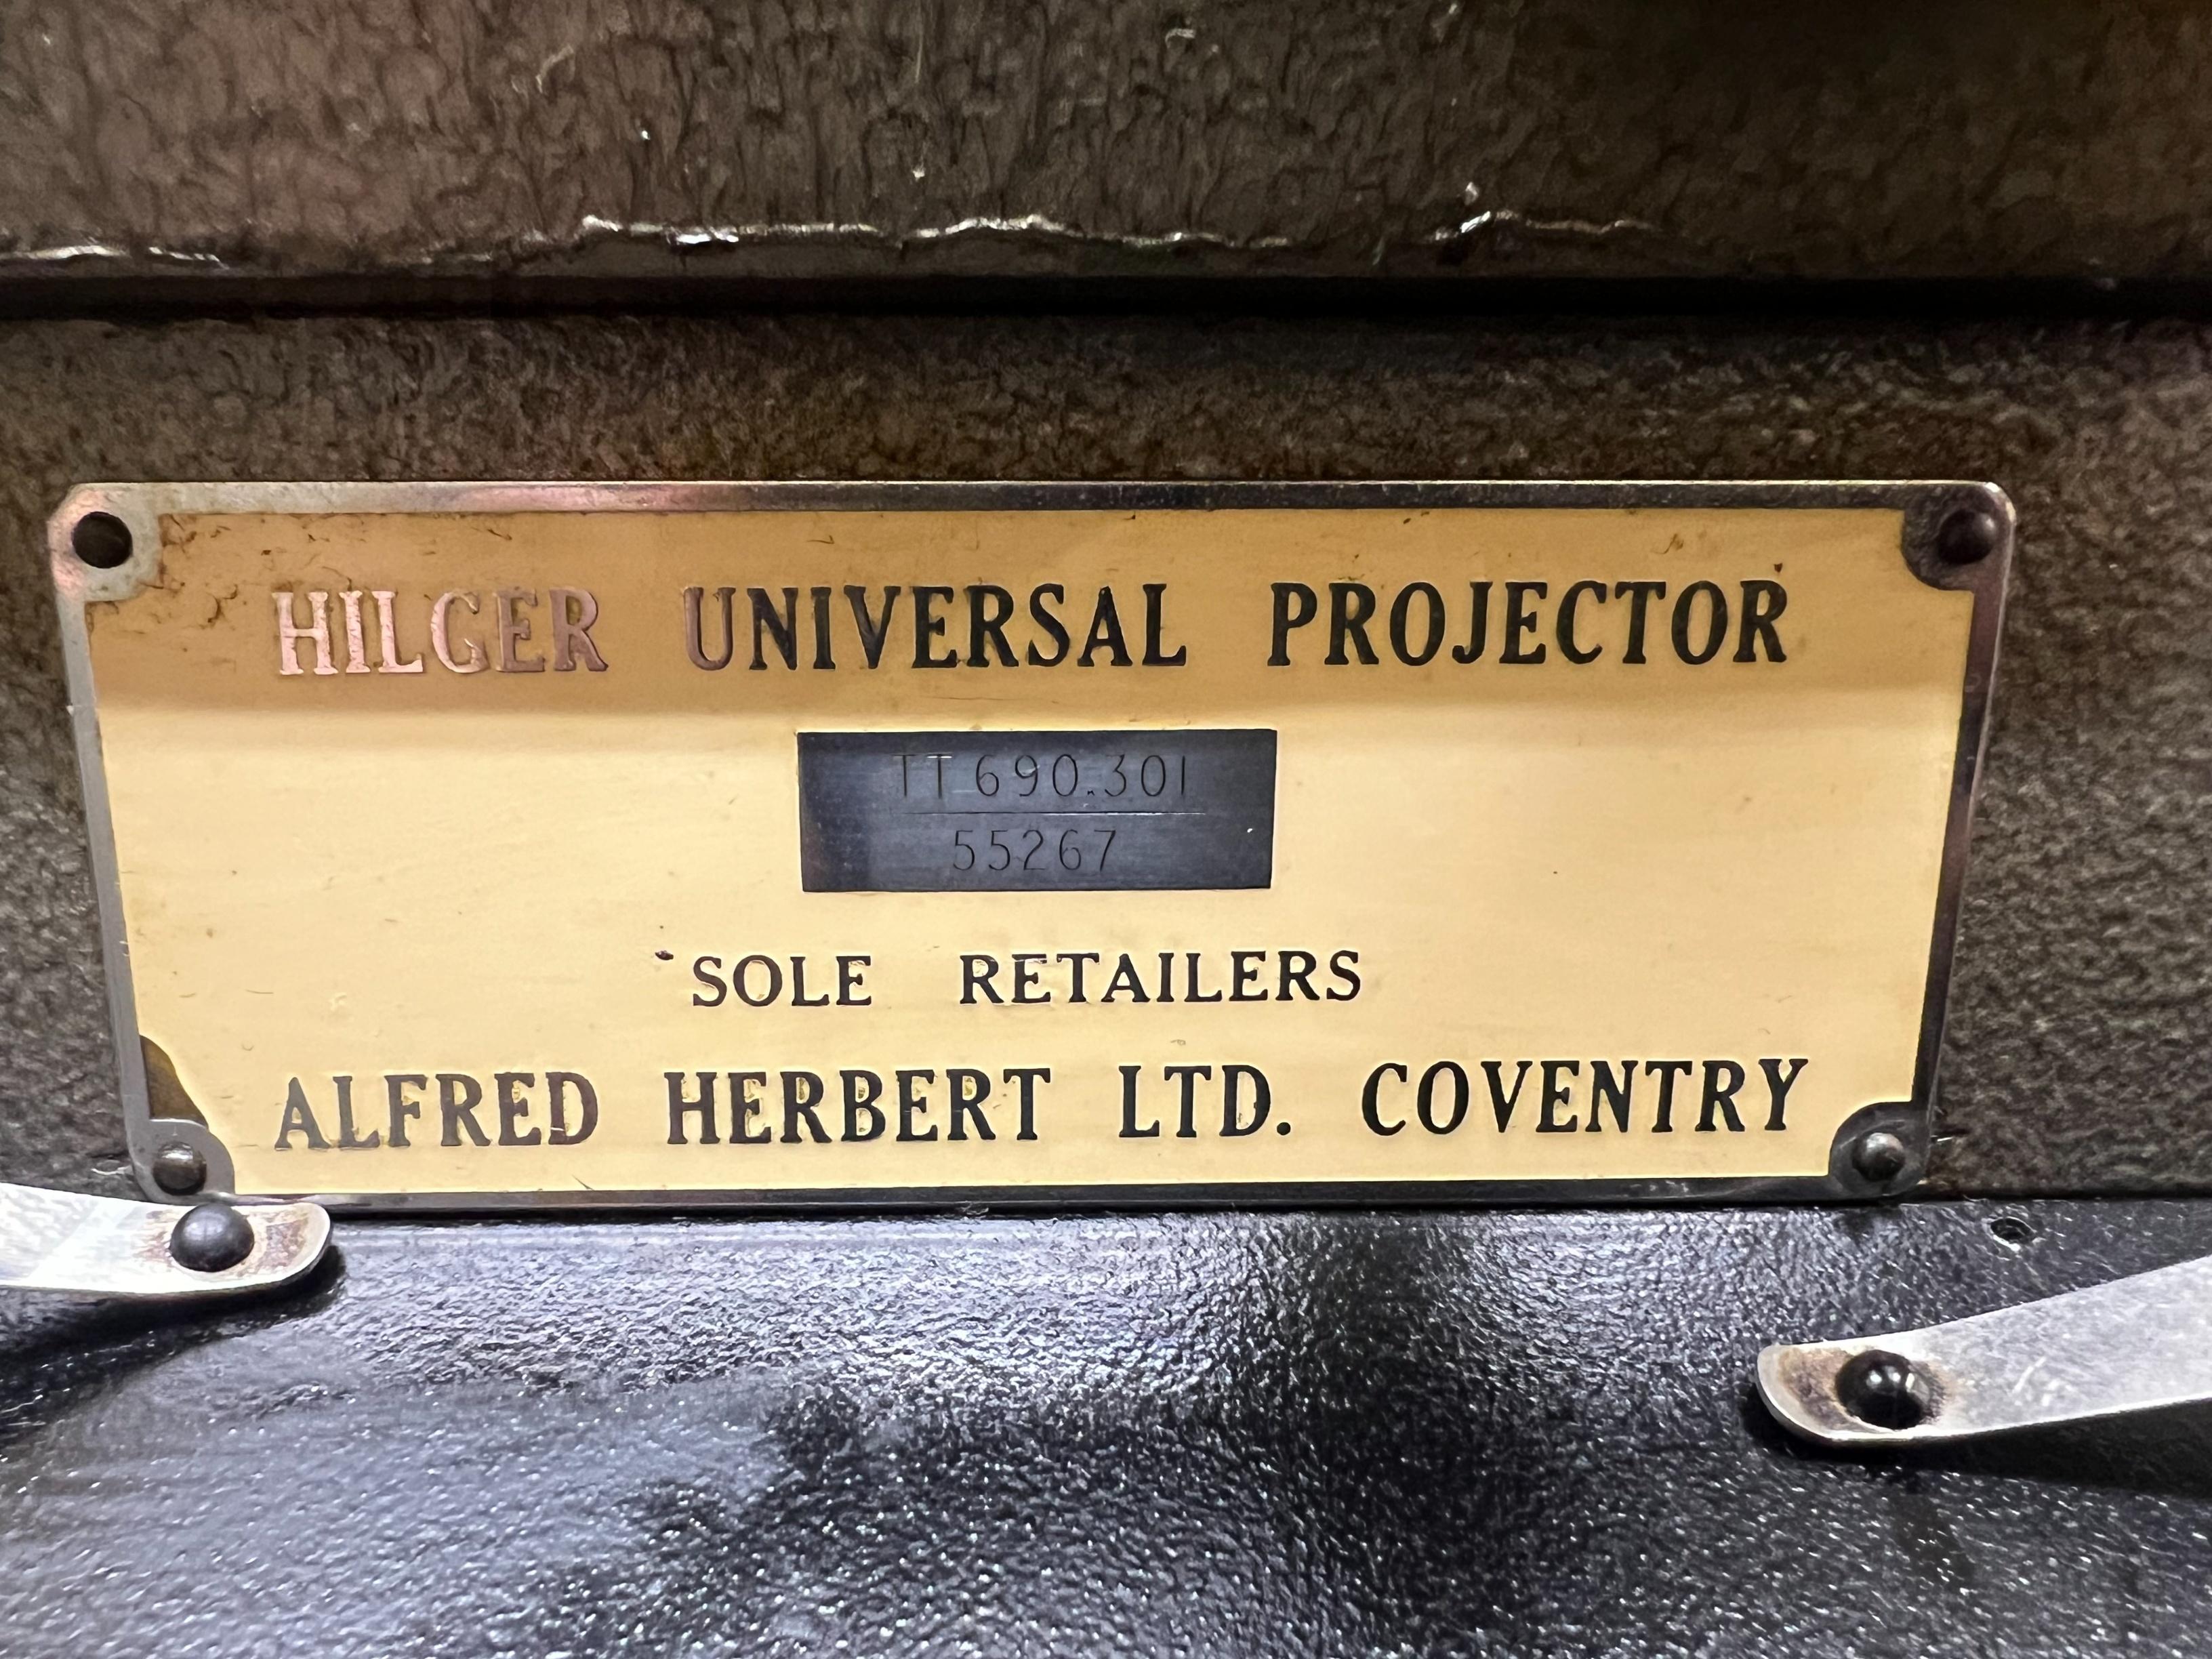 HILGER UNIVERSAL PROJECTOR
TT 690.301
55267
SOLE RETAILERS
ALFRED HERBERT LTD. COVENTRY